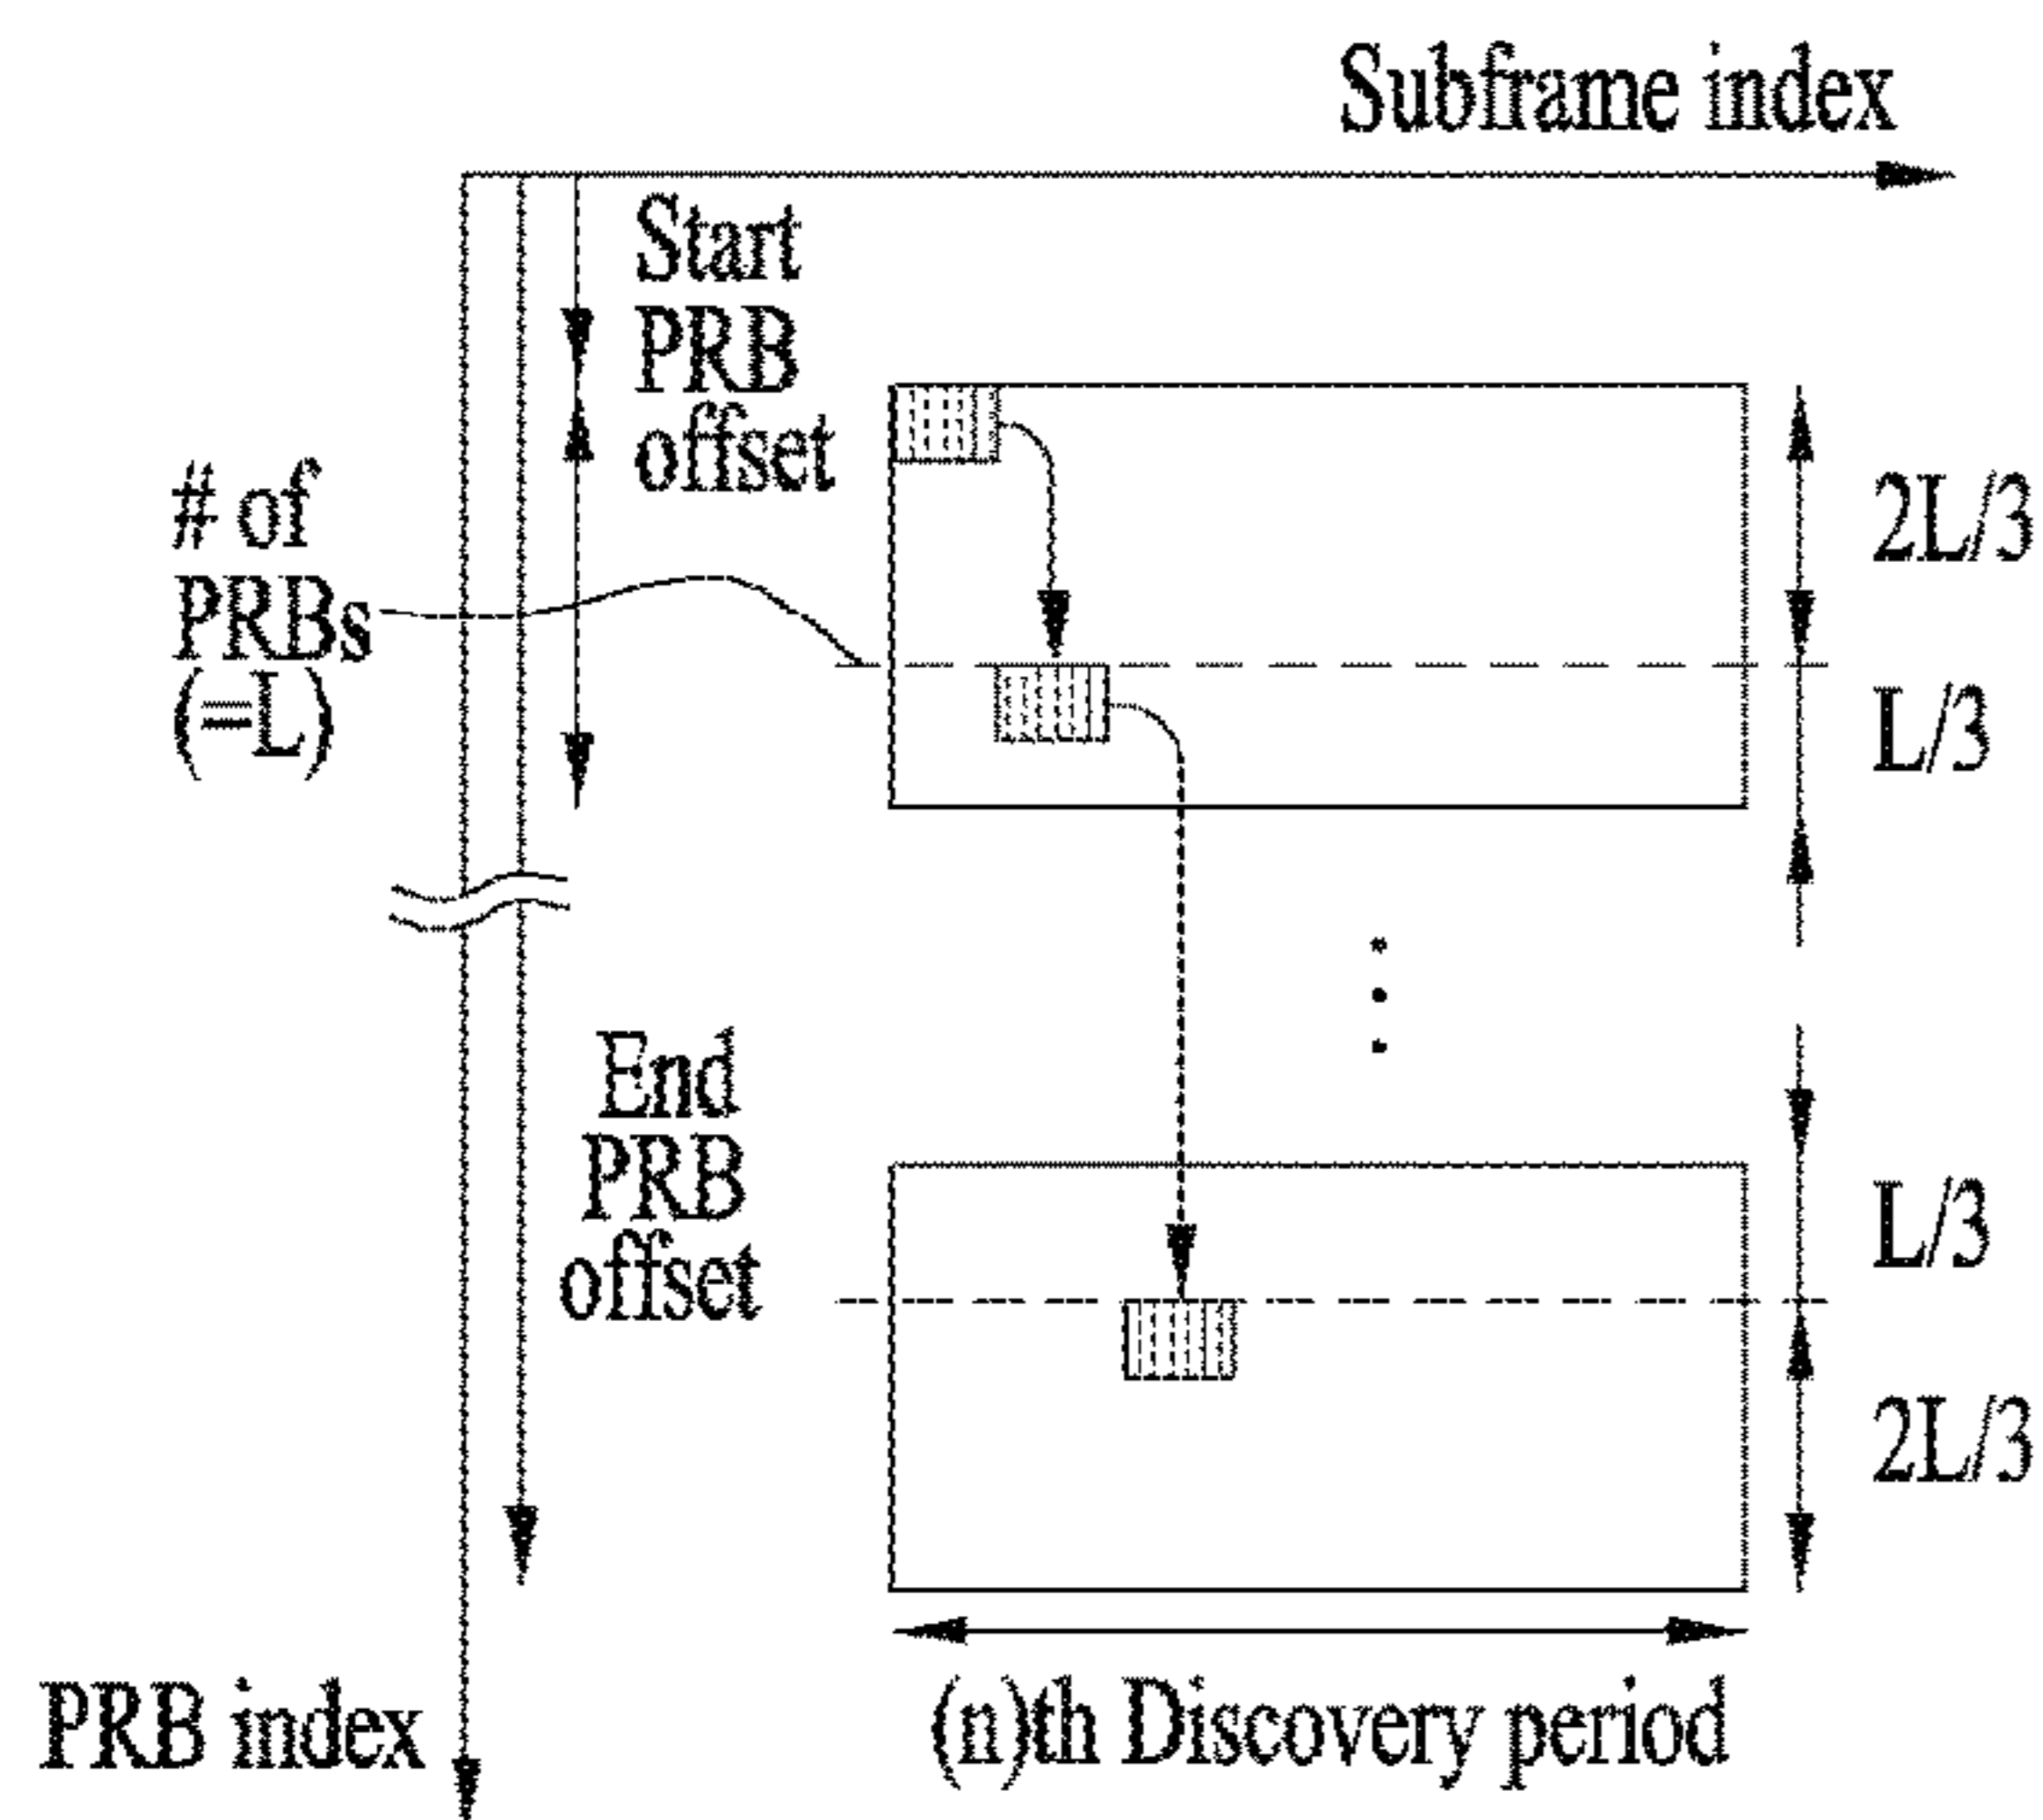 Subframe index
Start
PRB
offset
# of
PRBs
(=L)
2L/3
L/3
End
PRB
offset
L/3
2L/3
PRB index
(n)th Discovery period